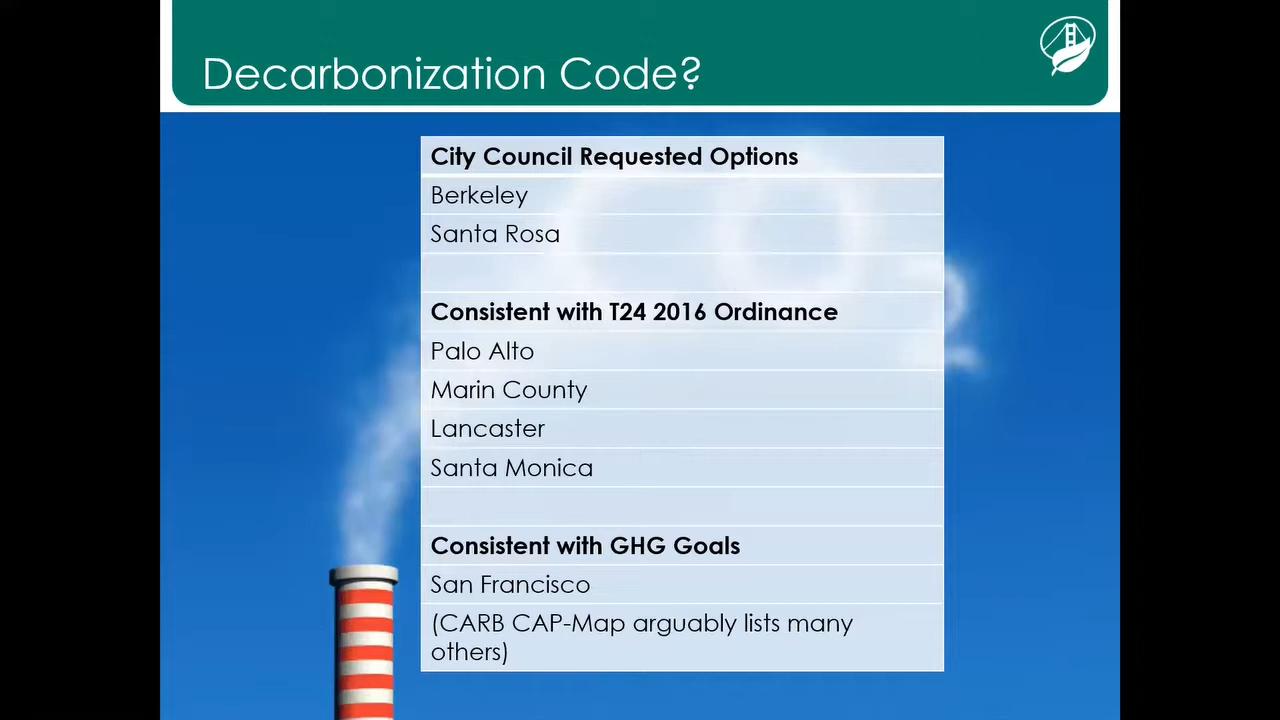 Decarbonization Code?
City Council Requested Options
Berkeley
Santa Rosa
Consistent with T24 2016 Ordinance
Palo Alto
Marin County
Lancaster
Santa Monica
Consistent with GHG Goals
San Francisco
(CARB CAP-Map arguably lists many
others)
CO2